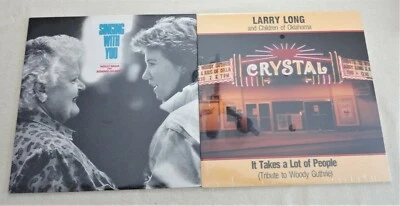 SINGING
WITH
YOU
LARRY LONG
and Children of Oklahoma
CRYSTAL
It Takes a Lot of People
(Tribute to Woody Guthrie)